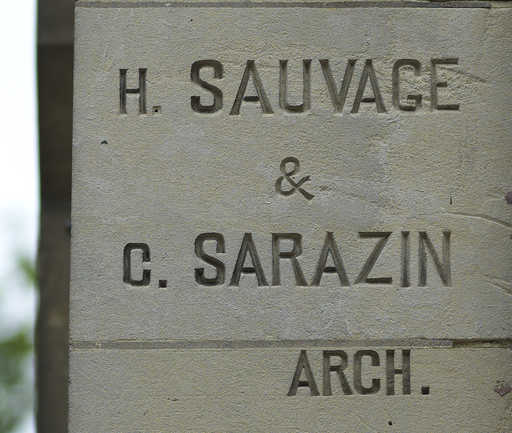 H. SAUVAGE
&
C. SARAZIN
ARCH.